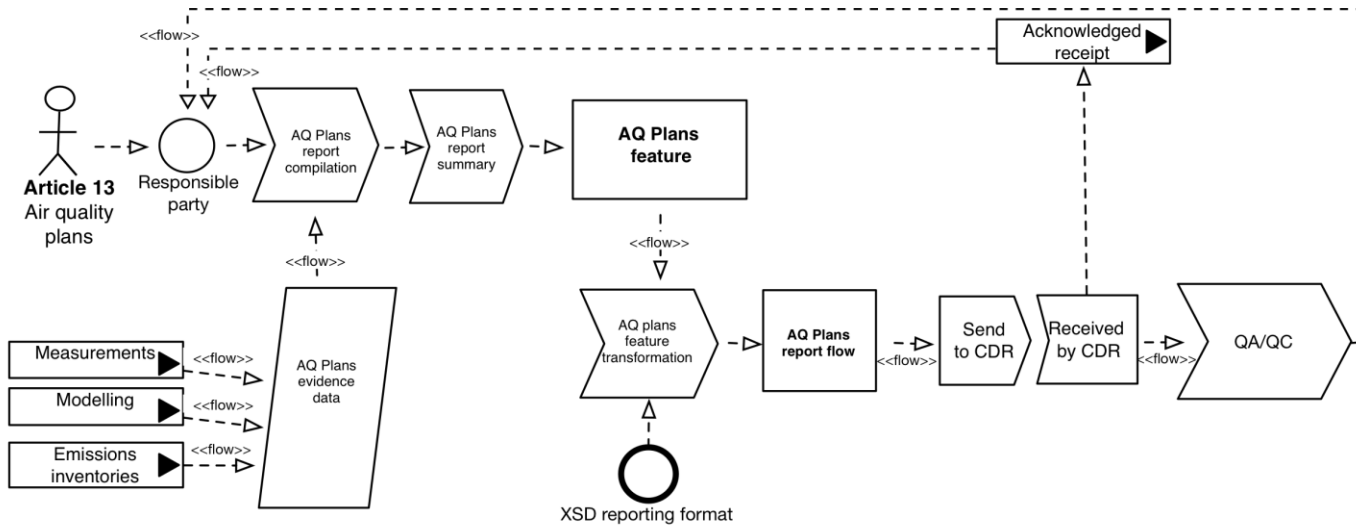 <<flow>>
Acknowledged
receipt
<<flow>>
Article 13
Air quality
plans
Responsible
party
AQ Plans
report
compilation
AQ Plans
report
summary
AQ Plans
feature
<<flow>>
<<flow>>
Measurements
<<flow>>
Modelling
<<flow>>
Emissions
inventories
<<flow>>
AQ Plans
evidence
data
AQ plans
feature
transformation
AQ Plans
report flow
<<flow>>
Send
to CDR
Received
by CDR
<<flow>>
QA/QC
XSD reporting format